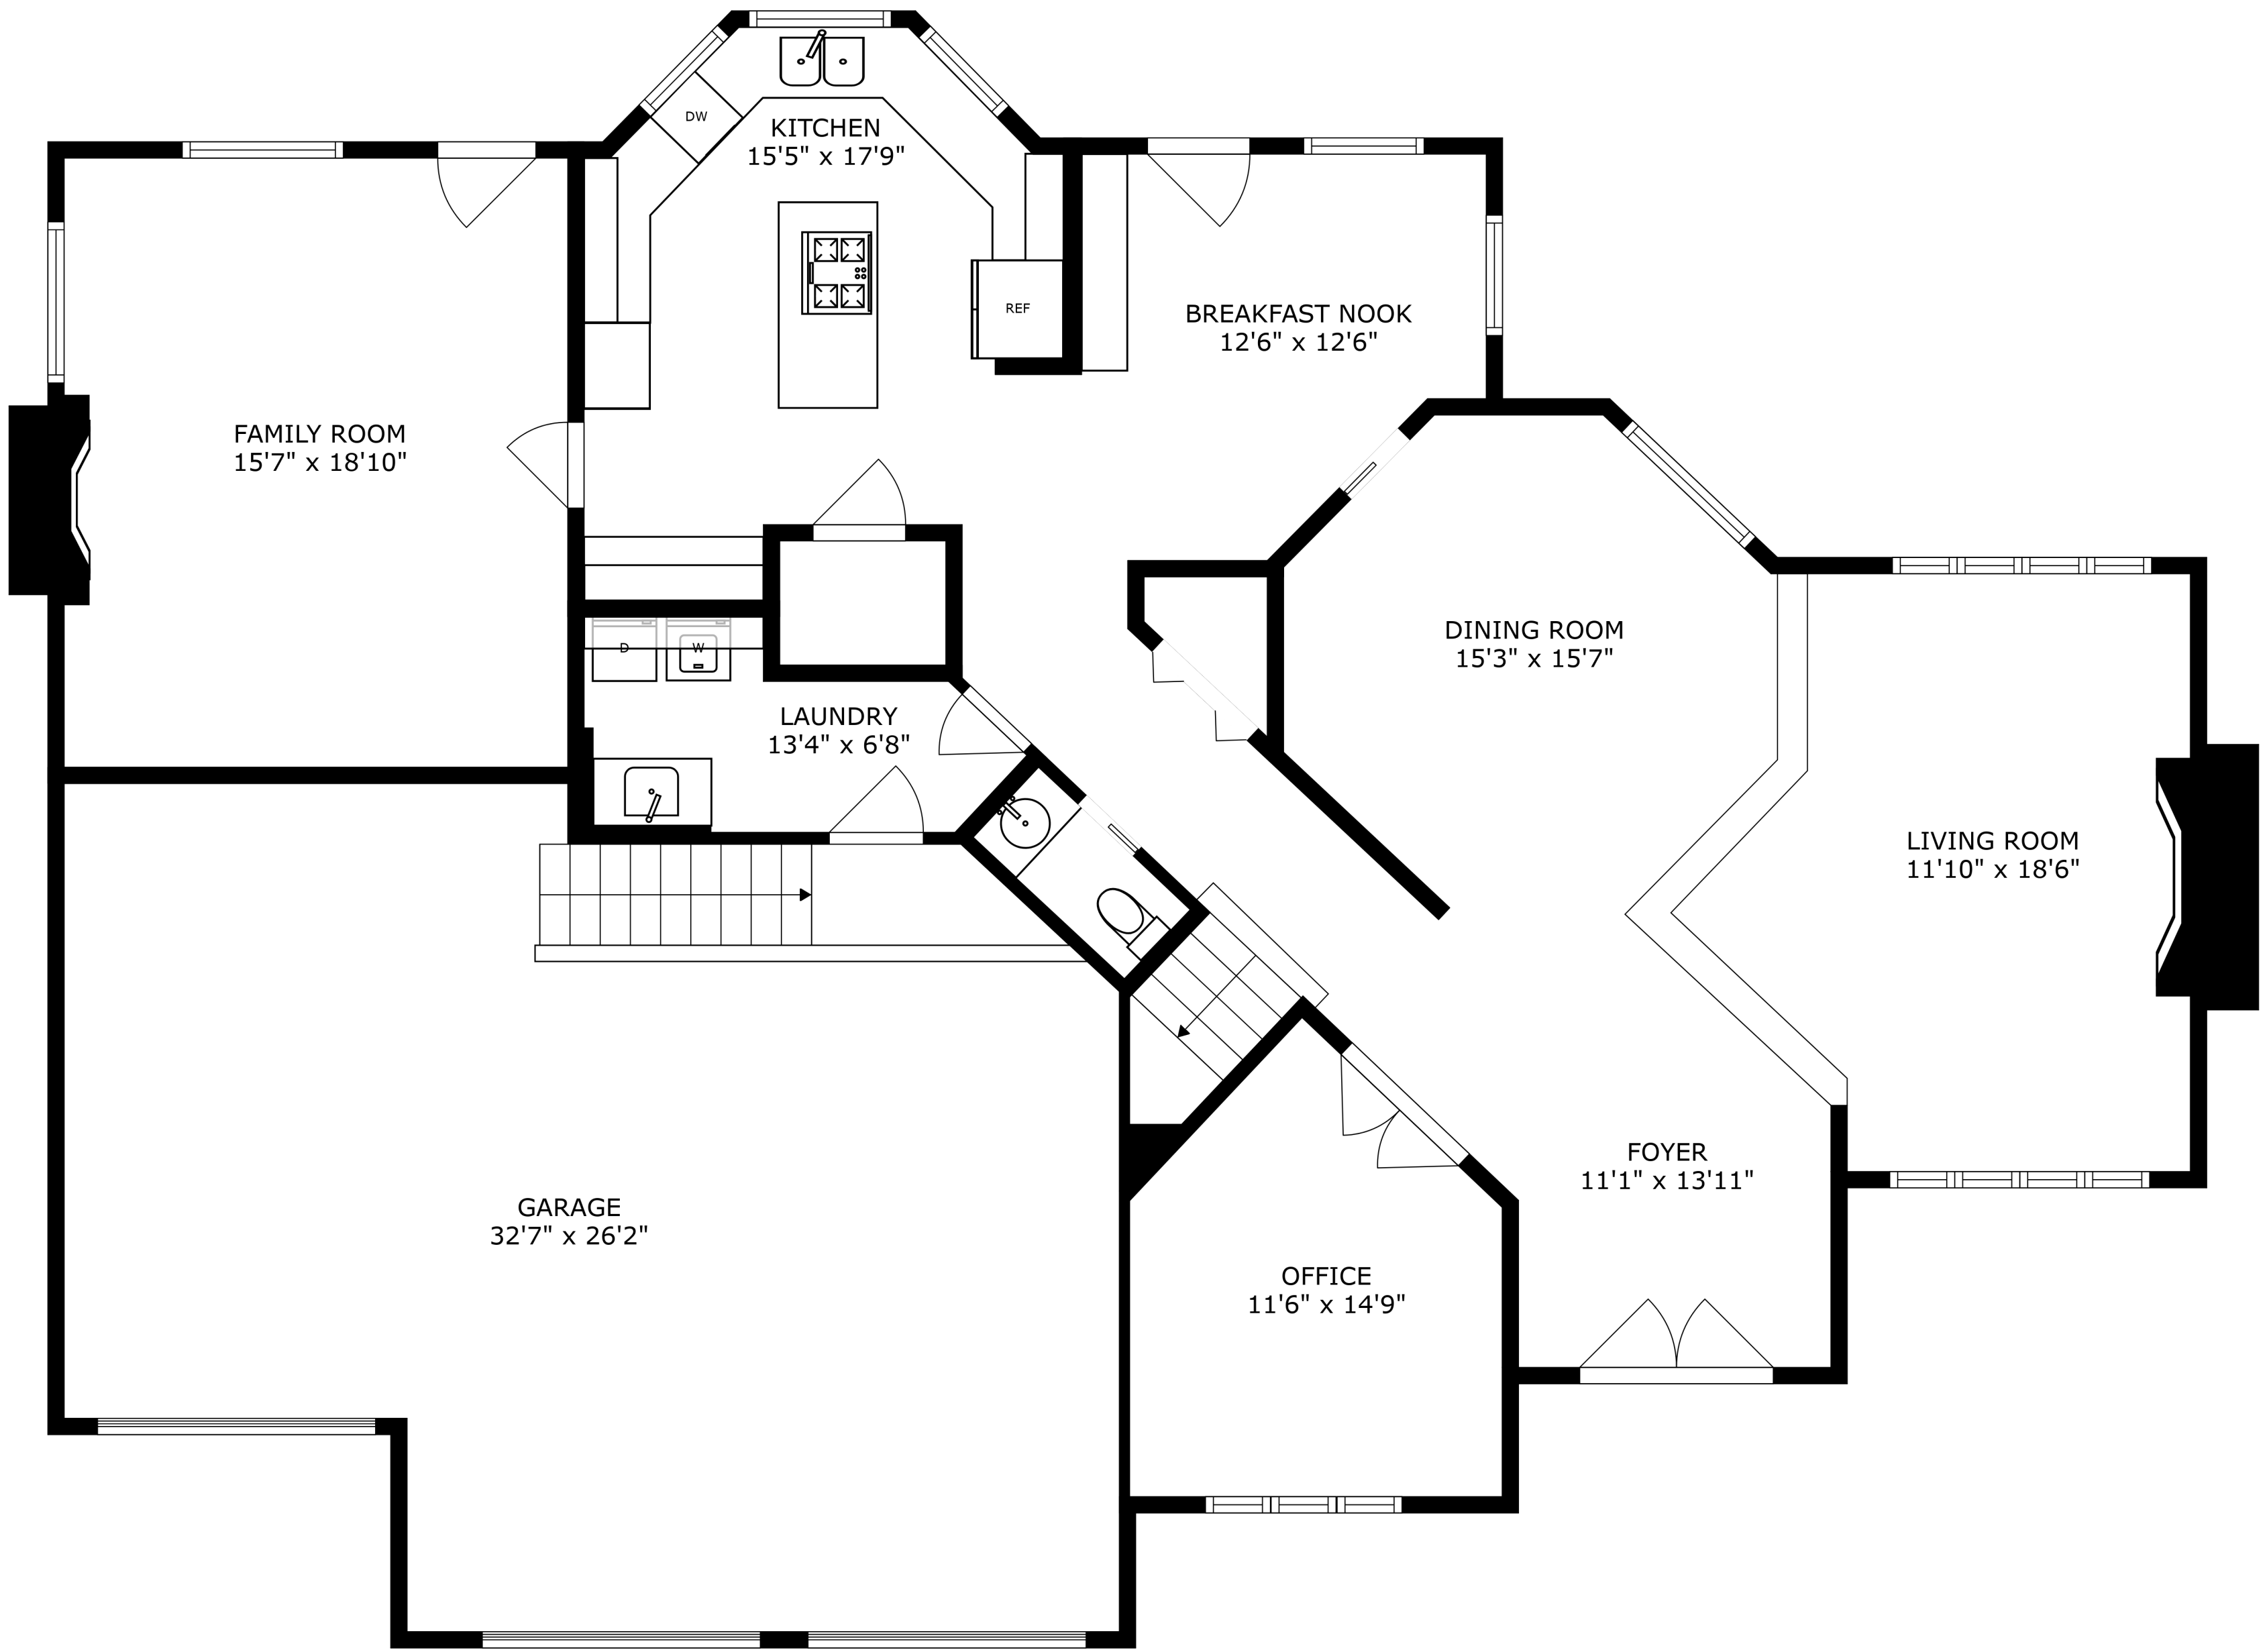 DW
KITCHEN
15'5" x 17'9"
REF
BREAKFAST NOOK
12'6" x 12'6"
FAMILY ROOM
15'7" x 18'10"
DINING ROOM
15'3" x 15'7"
D
W
LAUNDRY
13'4" x 6'8"
LIVING ROOM
11'10" x 18'6"
FOYER
11'1" x 13'11"
GARAGE
32'7" x 26'2"
OFFICE
11'6" x 14'9"